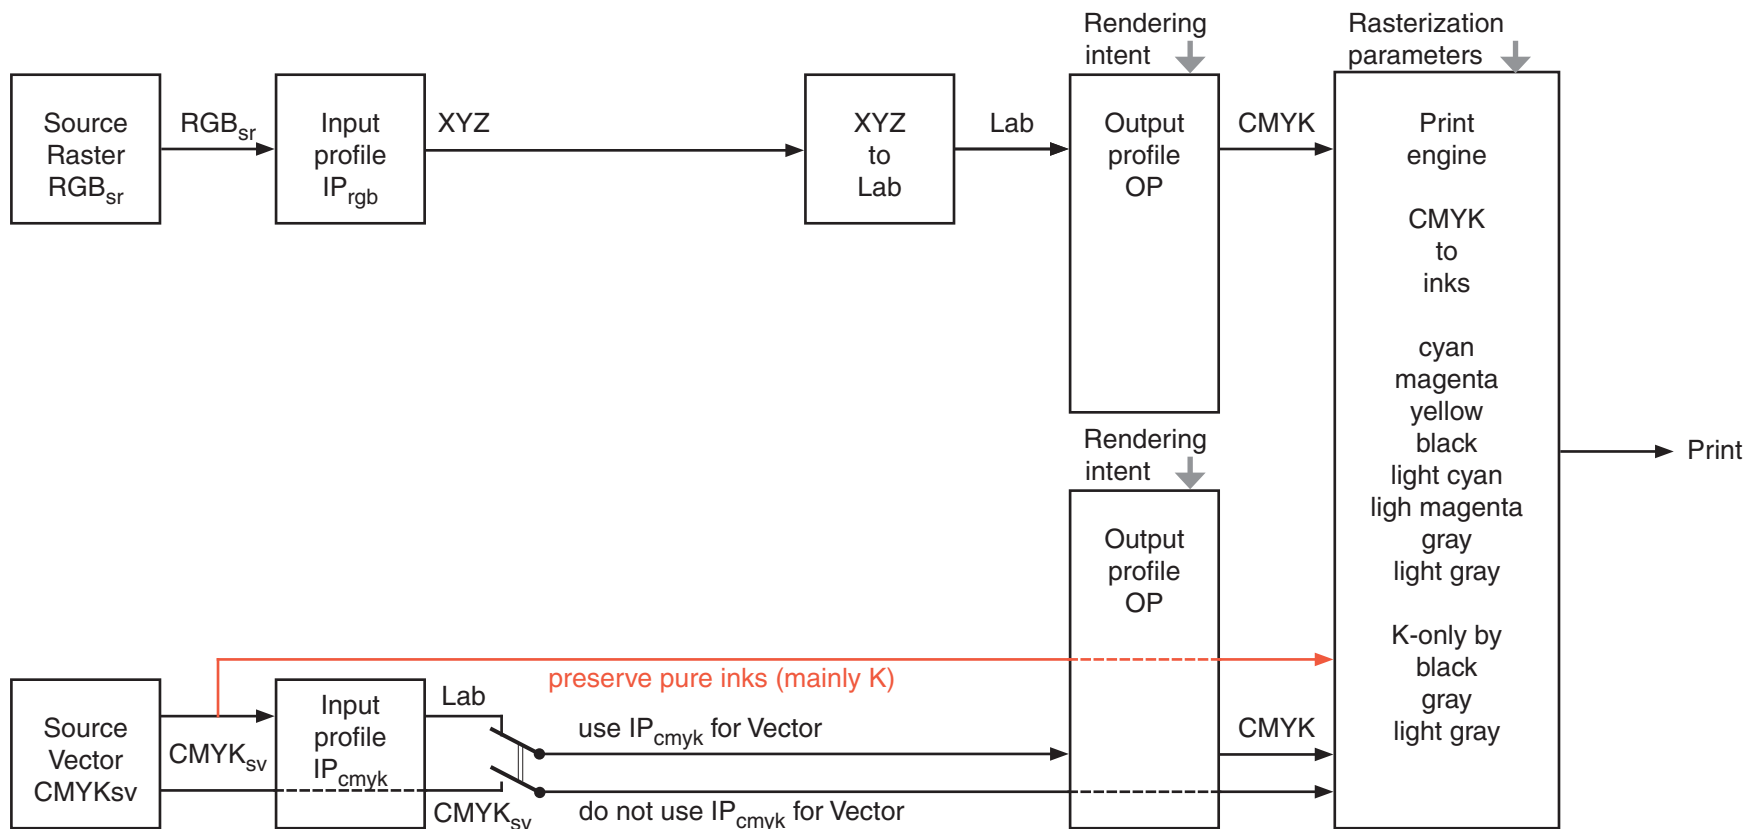 Source
Raster
RGBsr
RGBsr
Input
profile
IPrgb
XYZ
XYZ
to
Lab
Lab
Rendering
intent
Output
profile
OP
CMYK
Rasterization
parameters
Print
engine
CMYK
to
inks
cyan
magenta
yellow
black
light cyan
ligh magenta
gray
light gray
K-only by
black
gray
light gray
Print
Rendering
intent
Output
profile
OP
preserve pure inks (mainly K)
Source
Vector
CMYKsv
CMYKsv
Input
profile
IPcmyk
Lab
CMYKsv
use IPcmyk for Vector
do not use IPcmyk for Vector
CMYK